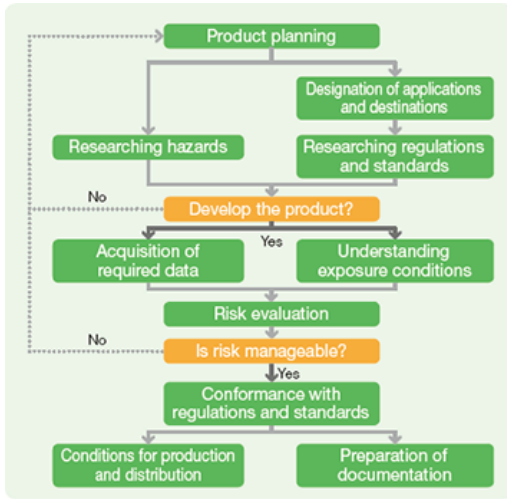 Product planning
Designation of applications
and destinations
Researching hazards
Researching regulations
and standards
No
Develop the product?
Yes
Acquisition of
required data
Understanding
exposure conditions
Risk evaluation
No
Is risk manageable?
Yes
Conformance with
regulations and standards
Conditions for production
and distribution
Preparation of
documentation